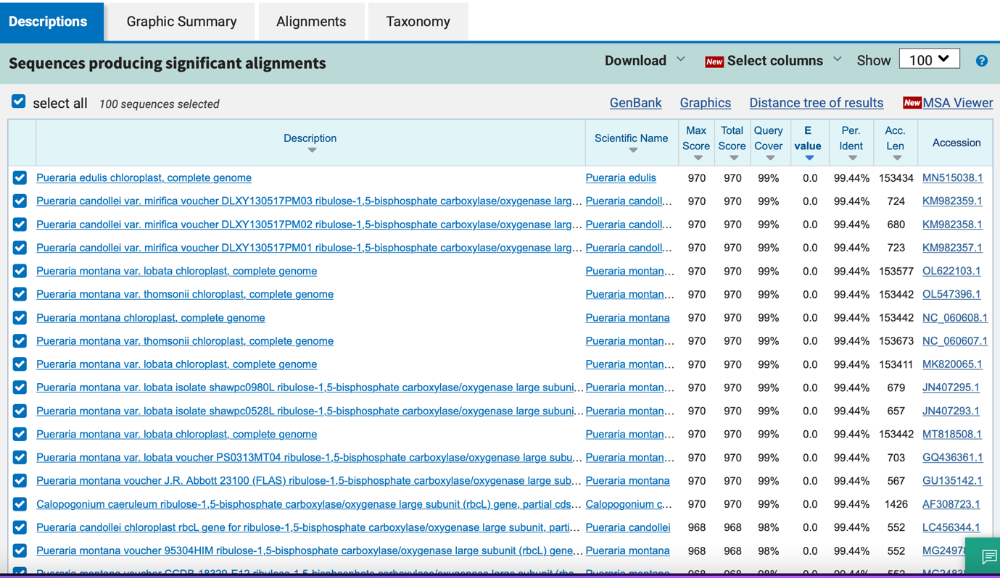 Descriptions Graphic Summary Alignments Taxonomy
Sequences producing significant alignments Download New Select columns Show 100 ?
select all 100 sequences selected GenBank Graphics Distance tree of results New MSA Viewer
Description Scientific Name Max Score Total Score Query Cover E value Per. Ident Acc. Len Accession
Pueraria edulis chloroplast, complete genome Pueraria edulis 970 970 99% 0.0 99.44% 153434 MN515038.1
Pueraria candollei var. mirifica voucher DLXY130517PM03 ribulose-1,5-bisphosphate carboxylase/oxygenase larg... Pueraria candoll... 970 970 99% 0.0 99.44% 724 KM982359.1
Pueraria candollei var. mirifica voucher DLXY130517PM02 ribulose-1,5-bisphosphate carboxylase/oxygenase larg... Pueraria candoll... 970 970 99% 0.0 99.44% 680 KM982358.1
Pueraria candollei var. mirifica voucher DLXY130517PM01 ribulose-1,5-bisphosphate carboxylase/oxygenase larg... Pueraria candoll... 970 970 99% 0.0 99.44% 723 KM982357.1
Pueraria montana var. lobata chloroplast, complete genome Pueraria montan... 970 970 99% 0.0 99.44% 153577 OL622103.1
Pueraria montana var. thomsonii chloroplast, complete genome Pueraria montan... 970 970 99% 0.0 99.44% 153442 OL547396.1
Pueraria montana chloroplast, complete genome Pueraria montana 970 970 99% 0.0 99.44% 153442 NC_060608.1
Pueraria montana var. thomsonii chloroplast, complete genome Pueraria montan... 970 970 99% 0.0 99.44% 153673 NC_060607.1
Pueraria montana var. lobata chloroplast, complete genome Pueraria montan... 970 970 99% 0.0 99.44% 153411 MK820065.1
Pueraria montana var. lobata isolate shawpc0980L ribulose-1,5-bisphosphate carboxylase/oxygenase large subuni... Pueraria montan... 970 970 99% 0.0 99.44% 679 JN407295.1
Pueraria montana var. lobata isolate shawpc0528L ribulose-1,5-bisphosphate carboxylase/oxygenase large subuni... Pueraria montan... 970 970 99% 0.0 99.44% 657 JN407293.1
Pueraria montana var. lobata chloroplast, complete genome Pueraria montan... 970 970 99% 0.0 99.44% 153442 MT818508.1
Pueraria montana var. lobata voucher PS0313MT04 ribulose-1,5-bisphosphate carboxylase/oxygenase large subu... Pueraria montan... 970 970 99% 0.0 99.44% 703 GQ436361.1
Pueraria montana voucher J.R. Abbott 23100 (FLAS) ribulose-1,5-bisphosphate carboxylase/oxygenase large sub... Pueraria montana 970 970 99% 0.0 99.44% 567 GU135142.1
Calopogonium caeruleum ribulose-1,5-bisphosphate carboxylase/oxygenase large subunit (rbcL) gene, partial cds... Calopogonium c... 970 970 99% 0.0 99.44% 1426 AF308723.1
Pueraria candollei chloroplast rbcL gene for ribulose-1,5-bisphosphate carboxylase/oxygenase large subunit, parti... Pueraria candollei 968 968 98% 0.0 99.44% 552 LC456344.1
Pueraria montana voucher 95304HIM ribulose-1,5-bisphosphate carboxylase/oxygenase large subunit (rbcL) gene... Pueraria montana 968 968 98% 0.0 99.44% 552 MG2497